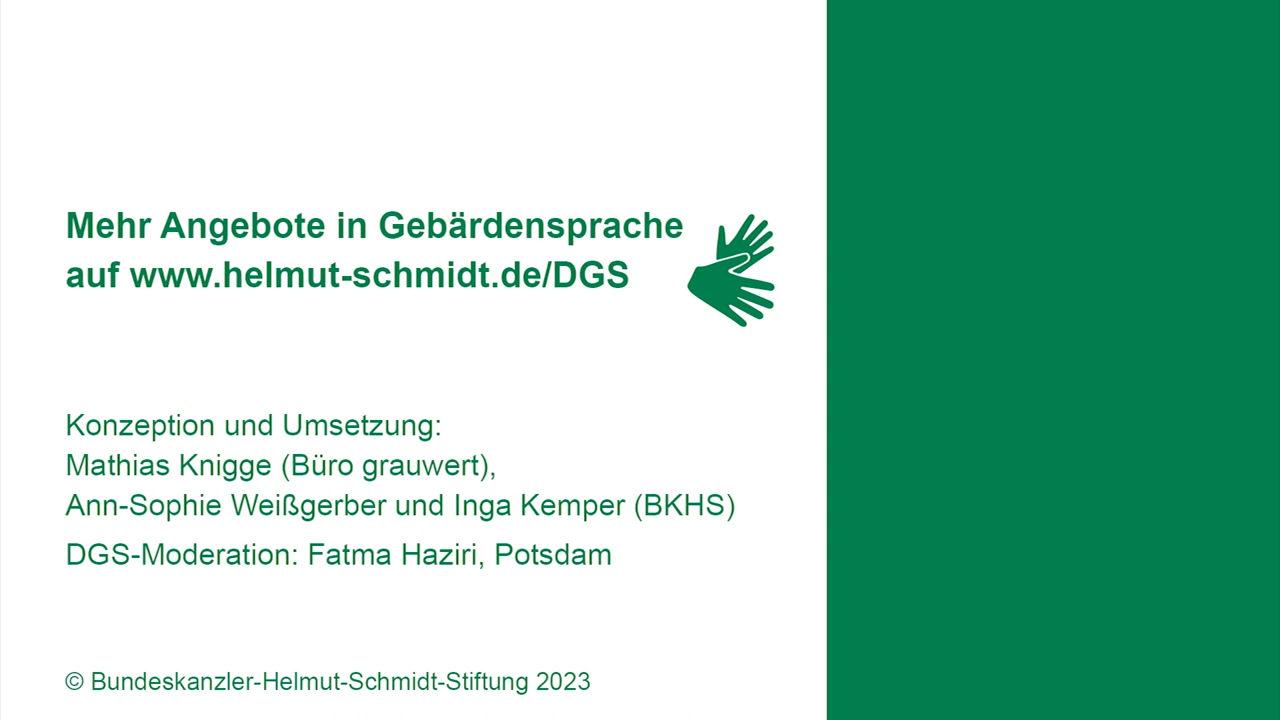 Mehr Angebote in Gebärdensprache
auf www.helmut-schmidt.de/DGS
Konzeption und Umsetzung:
Mathias Knigge (Büro grauwert),
Ann-Sophie Weißgerber und Inga Kemper (BKHS)
DGS-Moderation: Fatma Haziri, Potsdam
© Bundeskanzler-Helmut-Schmidt-Stiftung 2023